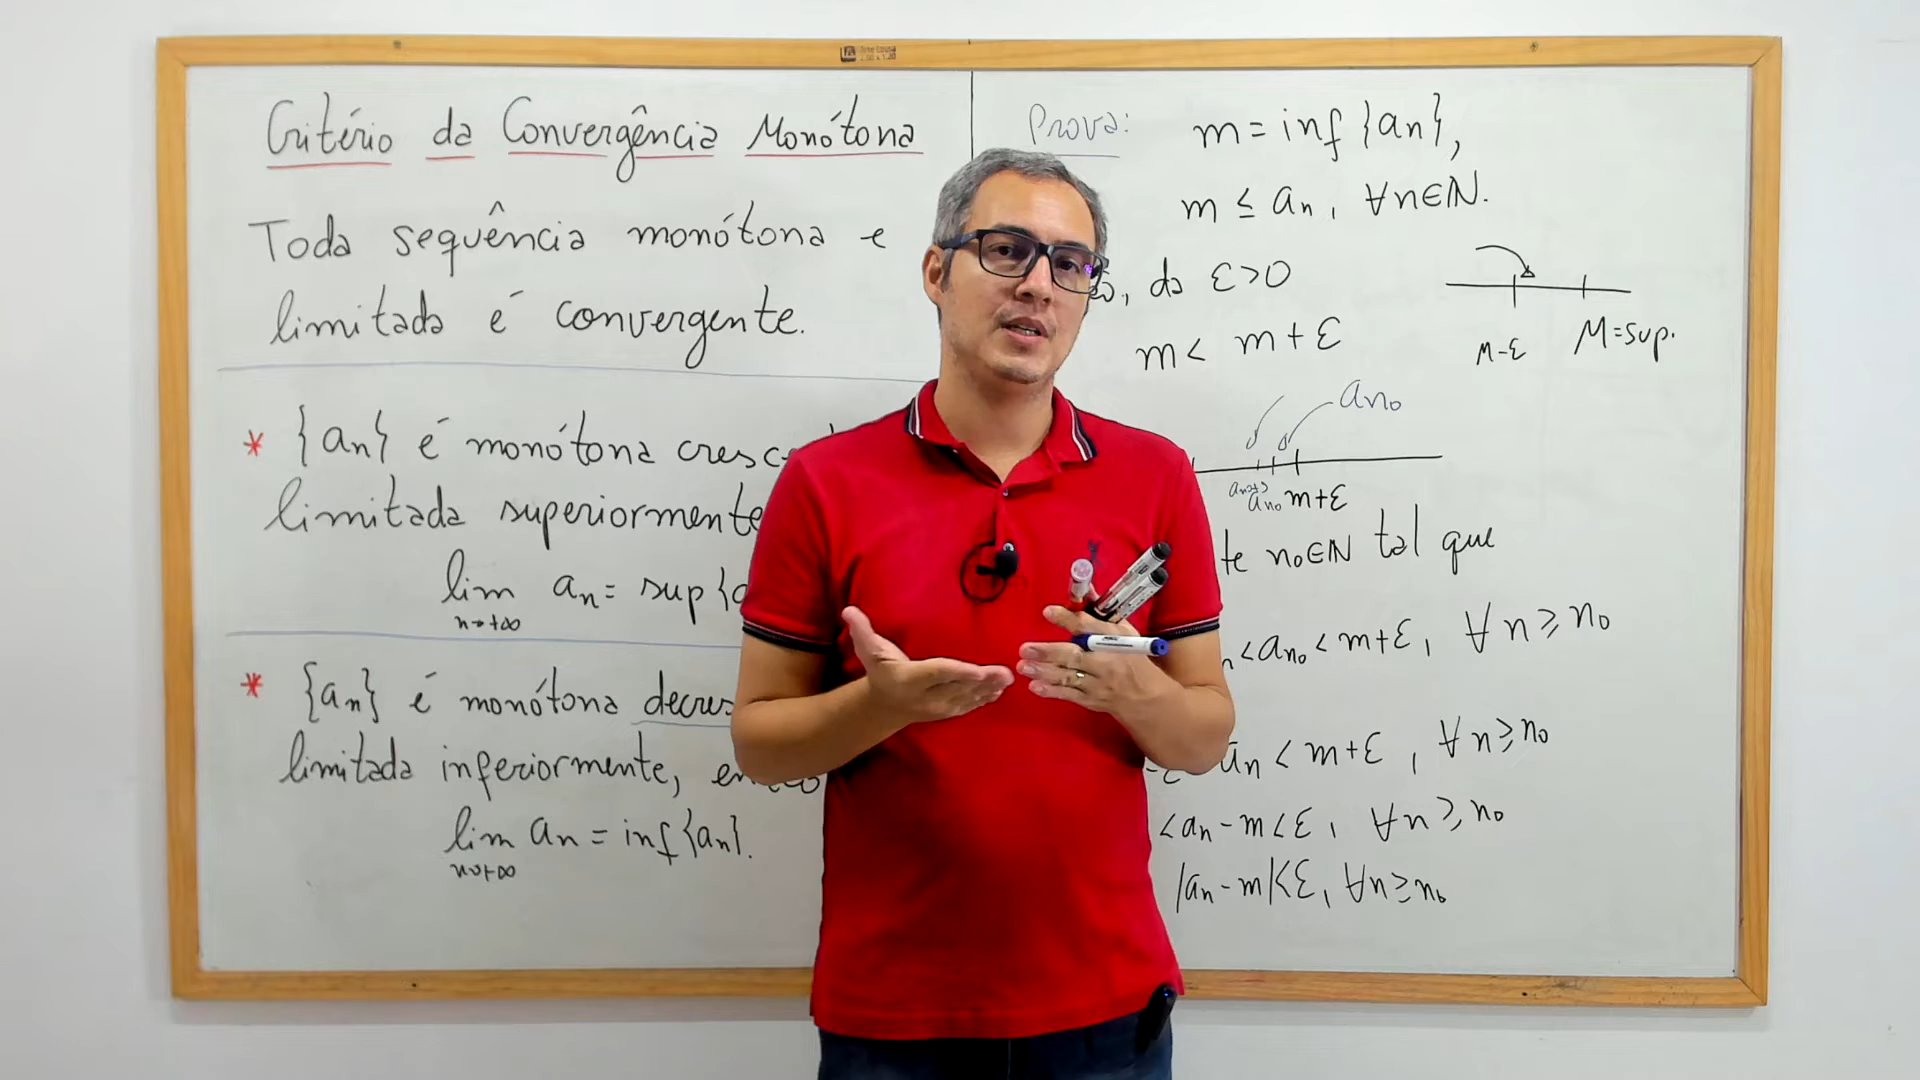 Critério da Convergência Monótona
Toda sequência monótona e
limitada é convergente.
* {an} é monótona cresc
limitada superiormente
lim an = sup{a
n→+∞
* {an} é monótona decres
limitada inferiormente,
lim an = inf{an}.
n→+∞
Prova: m = inf {an},
m ≤ an, ∀n∈ℕ.
ε>0
m < m+ε
M-ε M=sup.
an₀
an₀ m+ε
te n₀∈ℕ tal que
<an₀< m+ε, ∀n≥n₀
an < m+ε, ∀n≥n₀
<an-m<ε, ∀n≥n₀
|an-m|<ε, ∀n≥n₀